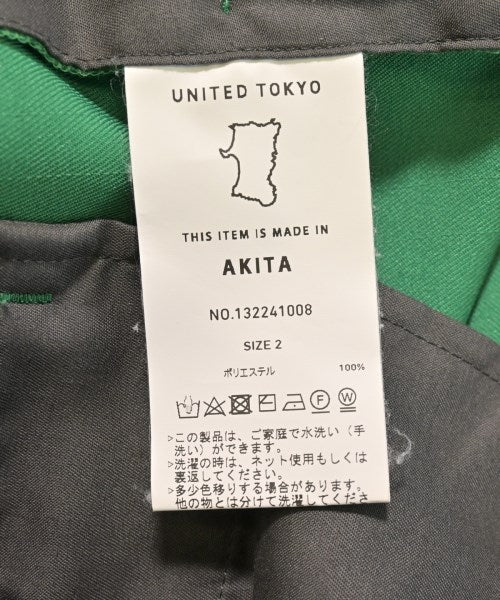 UNITED TOKYO
THIS ITEM IS MADE IN
AKITA
NO.132241008
SIZE 2
ポリエステル 100%
F W
>この製品は、ご家庭で水洗い（手
洗い）ができます。
>洗濯の時は、ネット使用もしくは
裏返してください。
>多少色移りする場合があります。
他の物とは分けて洗濯してくださ